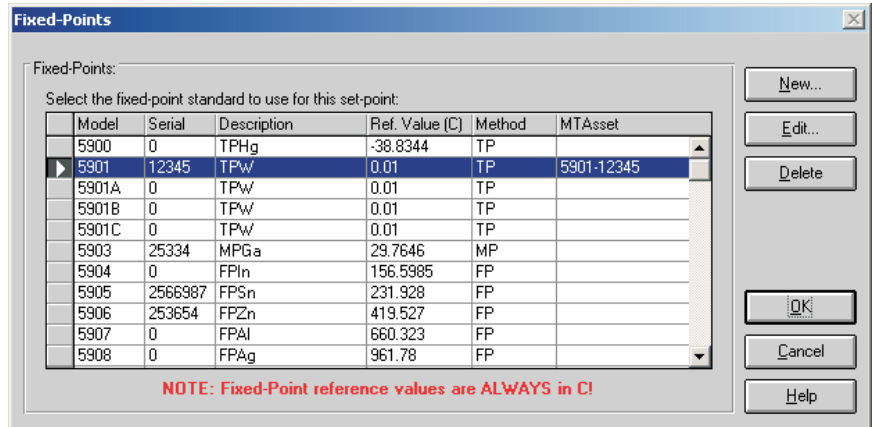 Fixed-Points
Fixed-Points:
Select the fixed-point standard to use for this set-point:
Model Serial Description Ref. Value (C) Method MTAsset
5900 0 TPHg -38.8344 TP
5901 12345 TPW 0.01 TP 5901-12345
5901A 0 TPW 0.01 TP
5901B 0 TPW 0.01 TP
5901C 0 TPW 0.01 TP
5903 25334 MPGa 29.7646 MP
5904 0 FPIn 156.5985 FP
5905 2566987 FPSn 231.928 FP
5906 253654 FPZn 419.527 FP
5907 0 FPAl 660.323 FP
5908 0 FPAg 961.78 FP
NOTE: Fixed-Point reference values are ALWAYS in C!
New...
Edit...
Delete
OK
Cancel
Help